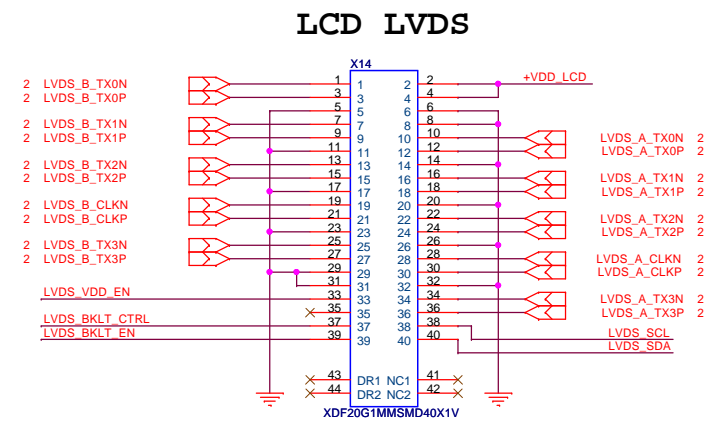 LCD LVDS
X14
1 1 2 2 +VDD_LCD
2 LVDS_B_TX0N
2 LVDS_B_TX0P 3 3 4 4
5 5 6 6
2 LVDS_B_TX1N 7 7 8 8
2 LVDS_B_TX1P 9 9 10 10 LVDS_A_TX0N 2
11 11 12 12 LVDS_A_TX0P 2
2 LVDS_B_TX2N 13 13 14 14
2 LVDS_B_TX2P 15 15 16 16 LVDS_A_TX1N 2
17 17 18 18 LVDS_A_TX1P 2
2 LVDS_B_CLKN 19 19 20 20
2 LVDS_B_CLKP 21 21 22 22 LVDS_A_TX2N 2
23 23 24 24 LVDS_A_TX2P 2
2 LVDS_B_TX3N 25 25 26 26
2 LVDS_B_TX3P 27 27 28 28 LVDS_A_CLKN 2
29 29 30 30 LVDS_A_CLKP 2
31 31 32 32
LVDS_VDD_EN 33 33 34 34 LVDS_A_TX3N 2
35 35 36 36 LVDS_A_TX3P 2
LVDS_BKLT_CTRL 37 37 38 38 LVDS_SCL
LVDS_BKLT_EN 39 39 40 40 LVDS_SDA
43 DR1 NC1 41
44 DR2 NC2 42
XDF20G1MMSMD40X1V